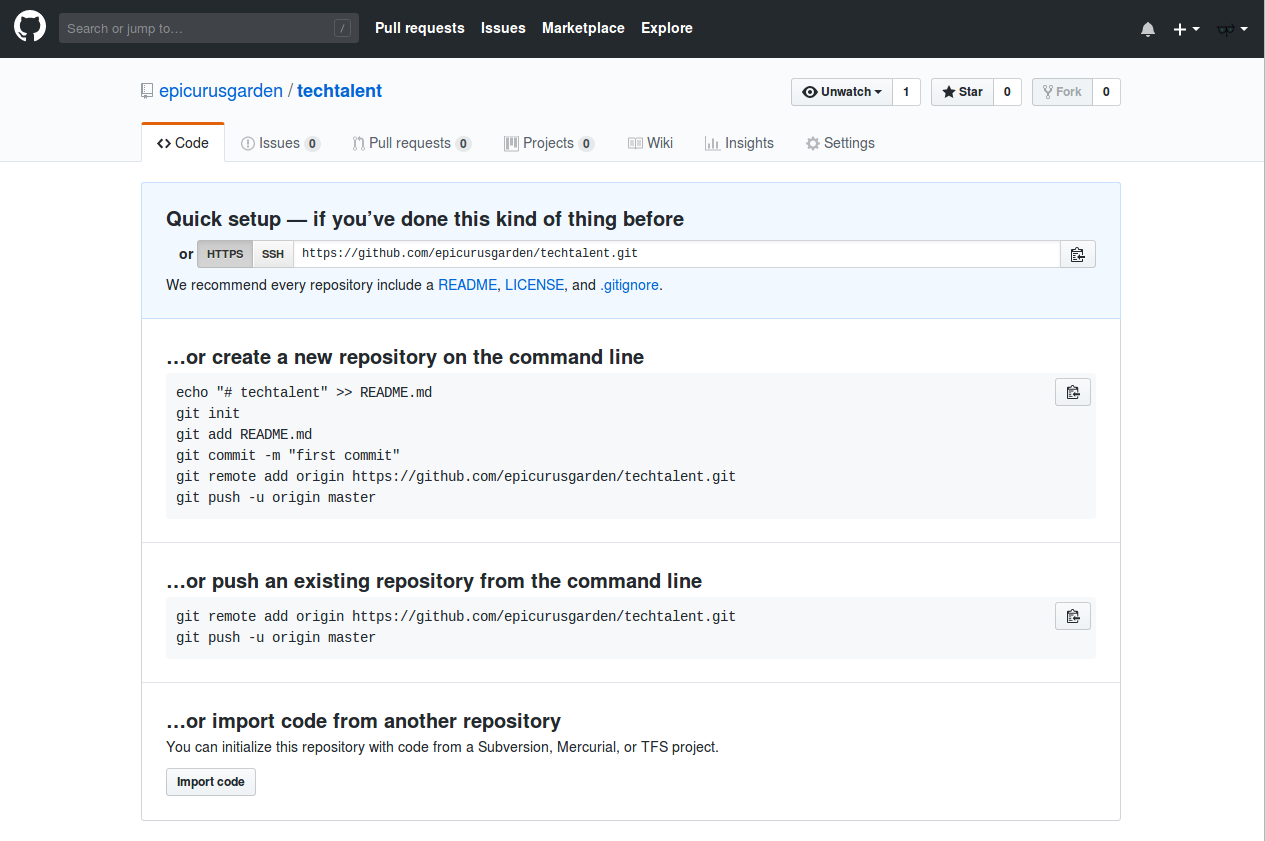 Search or jump to… / Pull requests Issues Marketplace Explore
epicurusgarden / techtalent Unwatch 1 Star 0 Fork 0
Code Issues 0 Pull requests 0 Projects 0 Wiki Insights Settings
Quick setup — if you’ve done this kind of thing before
or HTTPS SSH https://github.com/epicurusgarden/techtalent.git
We recommend every repository include a README, LICENSE, and .gitignore.
…or create a new repository on the command line
echo "# techtalent" >> README.md
git init
git add README.md
git commit -m "first commit"
git remote add origin https://github.com/epicurusgarden/techtalent.git
git push -u origin master
…or push an existing repository from the command line
git remote add origin https://github.com/epicurusgarden/techtalent.git
git push -u origin master
…or import code from another repository
You can initialize this repository with code from a Subversion, Mercurial, or TFS project.
Import code